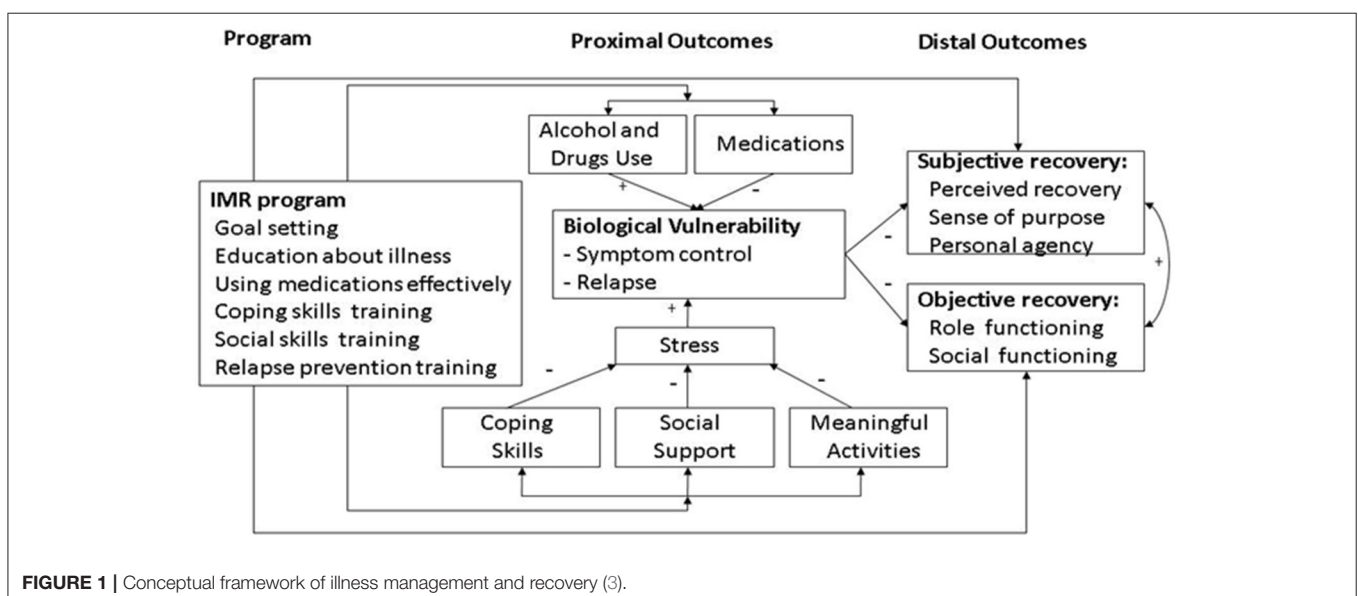 Program
Proximal Outcomes
Distal Outcomes
Alcohol and
Drugs Use
Medications
+
-
IMR program
Goal setting
Education about illness
Using medications effectively
Coping skills training
Social skills training
Relapse prevention training
Biological Vulnerability
- Symptom control
- Relapse
+
Stress
-
-
-
Coping
Skills
Social
Support
Meaningful
Activities
Subjective recovery:
Perceived recovery
Sense of purpose
Personal agency
-
-
+
Objective recovery:
Role functioning
Social functioning
FIGURE 1 | Conceptual framework of illness management and recovery (3).